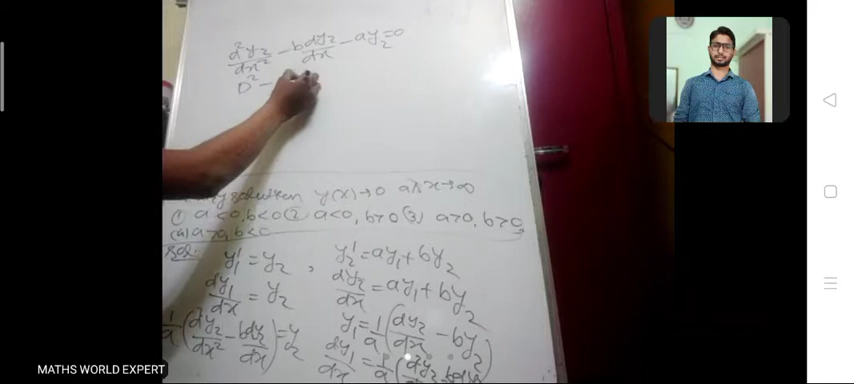 d²y₂/dx² - b dy₂/dx - ay₂ = 0
D² -
solution y(x)→0 as x→∞
(1) a<0, b<0 (2) a<0, b>0 (3) a>0, b>0
(4) a>0, b<0
Sol:- y₁' = y₂ , y₂' = ay₁ + by₂
dy₁/dx = y₂ dy₂/dx = ay₁ + by₂
1/a (d²y₂/dx² - b dy₂/dx) = y₂ y₁ = 1/a (dy₂/dx - by₂)
dy₁/dx = 1/a (d²y₂
MATHS WORLD EXPERT